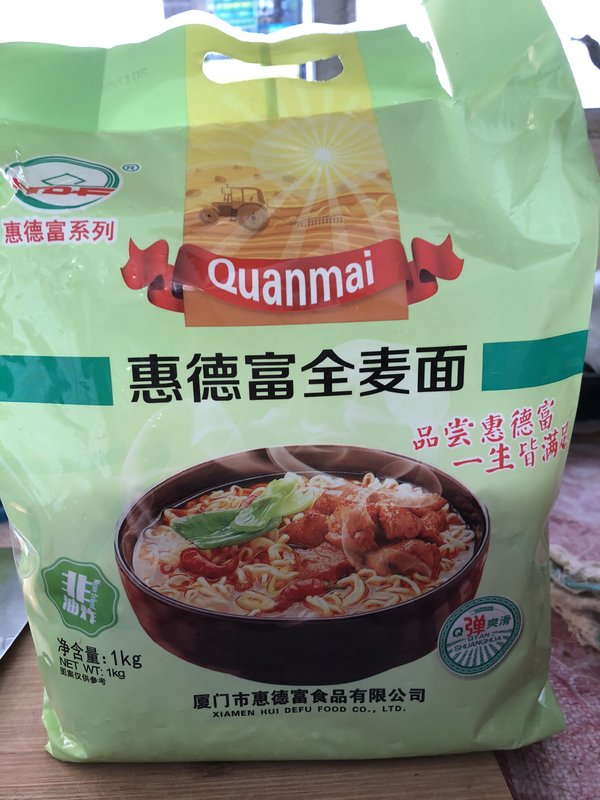 ®
惠德富系列
Quanmai
惠德富全麦面
品尝惠德富
一生皆满足
非
油炸
Q弹爽滑
QTAN
SHUANGHUA
净含量:1kg
NET WT: 1kg
图案仅供参考
厦门市惠德富食品有限公司
XIAMEN HUI DEFU FOOD CO., LTD.